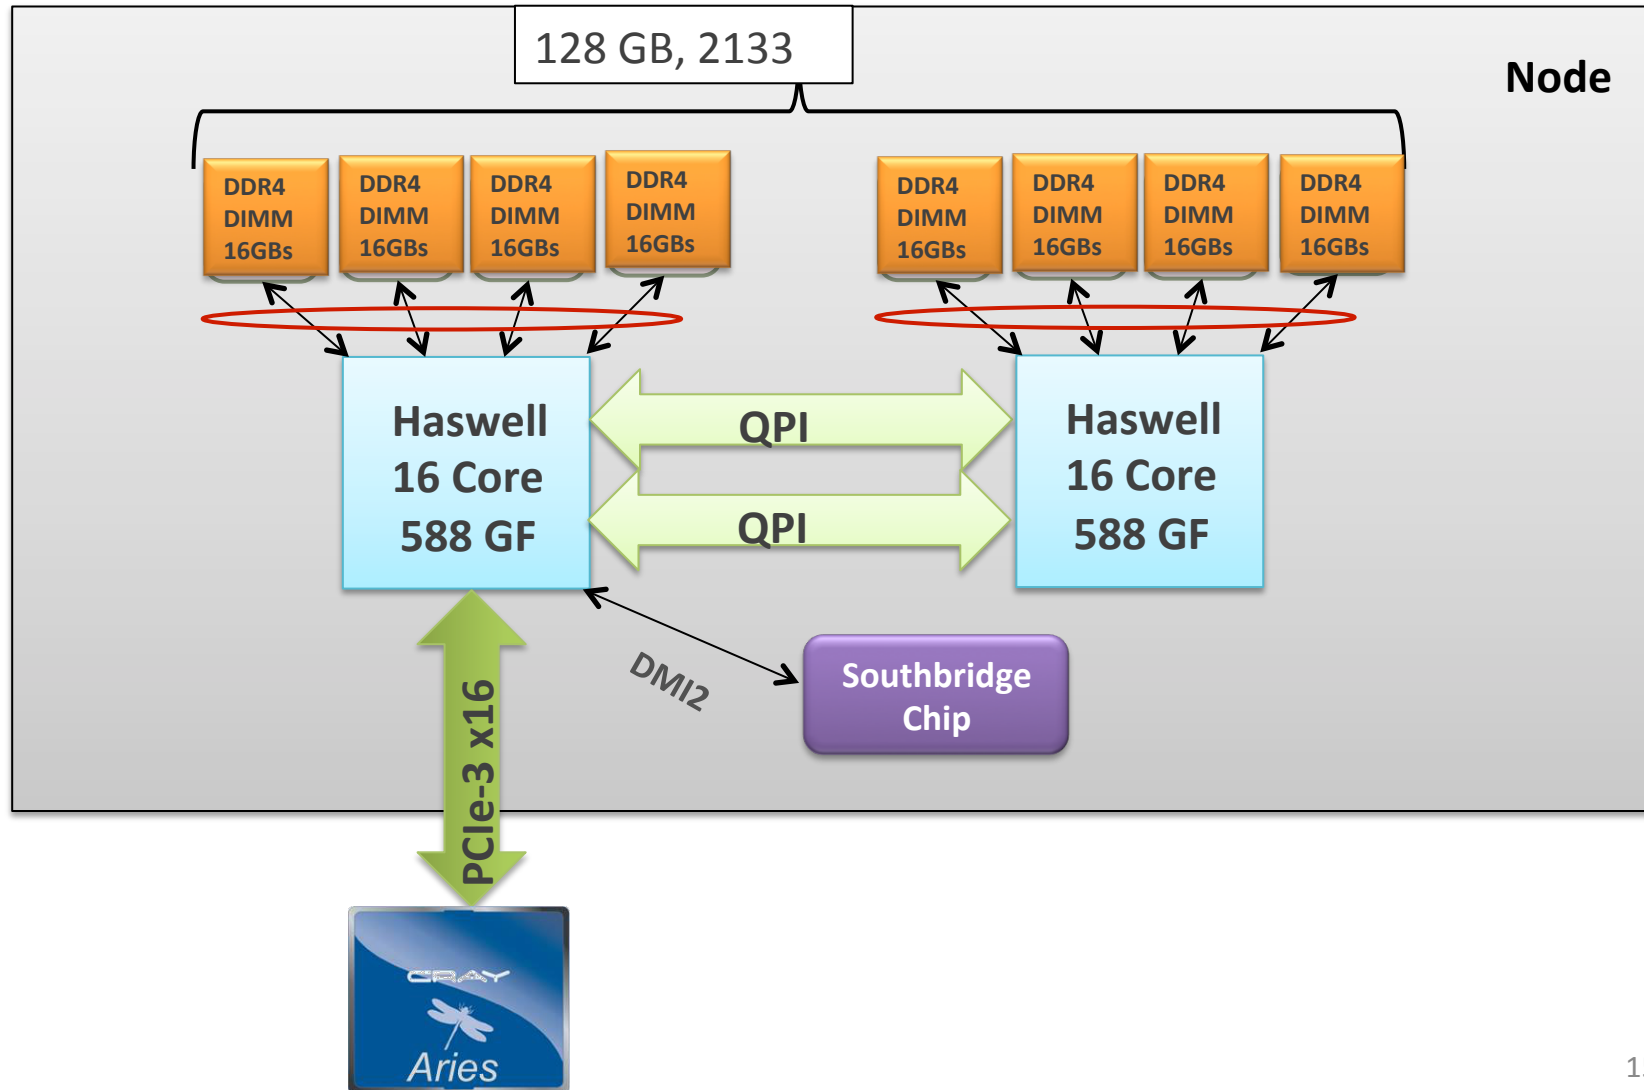 128 GB, 2133
Node
DDR4
DIMM
16GBs
DDR4
DIMM
16GBs
DDR4
DIMM
16GBs
DDR4
DIMM
16GBs
DDR4
DIMM
16GBs
DDR4
DIMM
16GBs
DDR4
DIMM
16GBs
DDR4
DIMM
16GBs
Haswell
16 Core
588 GF
QPI
QPI
Haswell
16 Core
588 GF
DMI2
Southbridge
Chip
PCIe-3 x16
CRAY
Aries